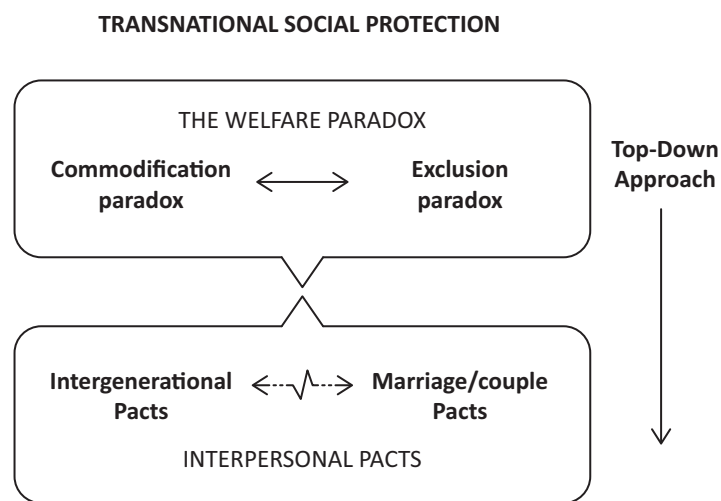 TRANSNATIONAL SOCIAL PROTECTION
THE WELFARE PARADOX
Commodification
paradox
Exclusion
paradox
Top-Down
Approach
Intergenerational
Pacts
Marriage/couple
Pacts
INTERPERSONAL PACTS